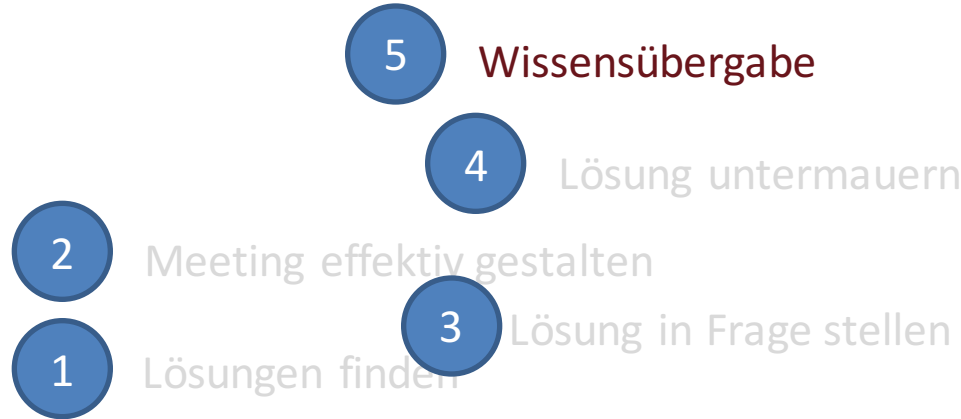 5 Wissensübergabe
4 Lösung untermauern
2 Meeting effektiv gestalten
3 Lösung in Frage stellen
1 Lösungen finden